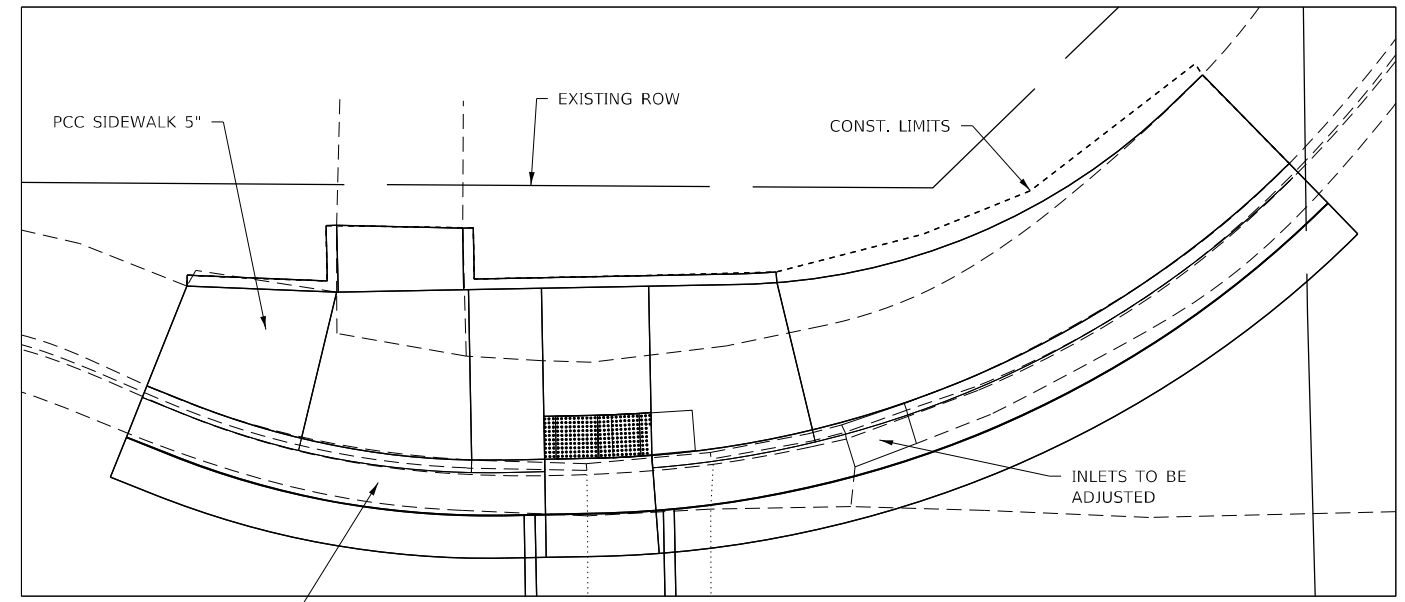 EXISTING ROW
PCC SIDEWALK 5"
CONST. LIMITS
INLETS TO BE
ADJUSTED